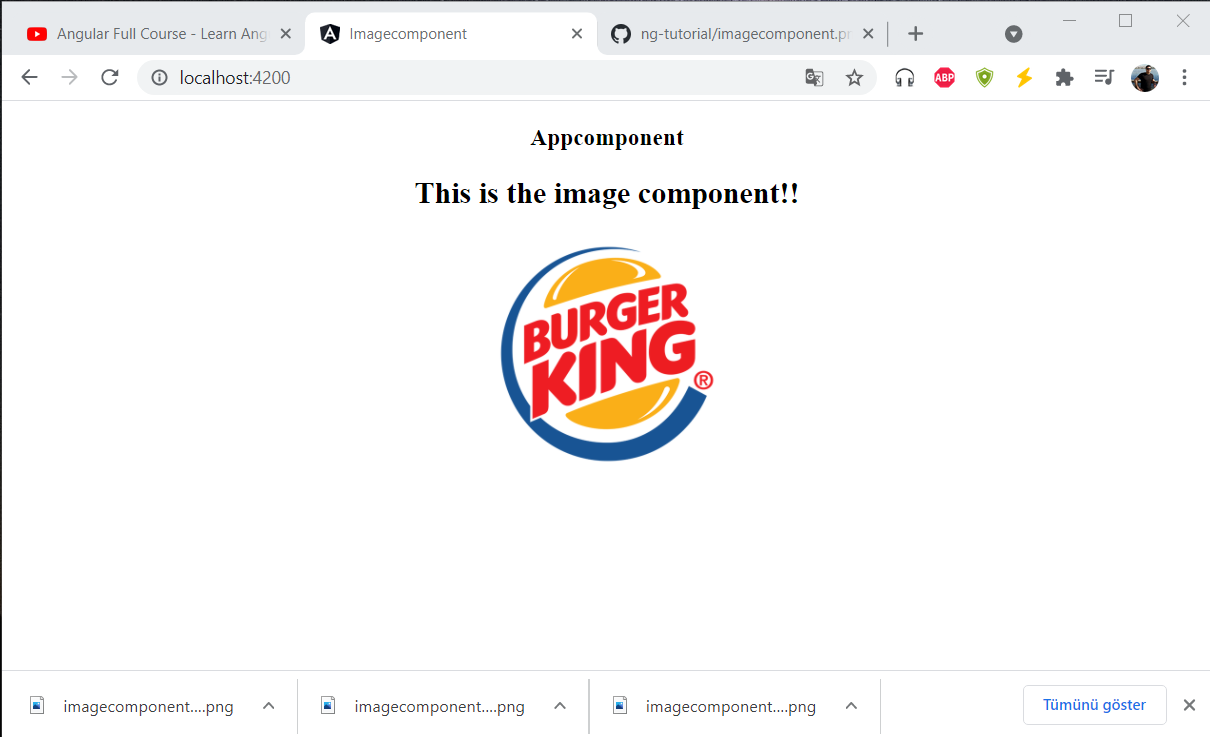 Angular Full Course - Learn Ang
Imagecomponent
ng-tutorial/imagecomponent.pr
localhost:4200
ABP
Appcomponent
This is the image component!!
BURGER
KING
®
imagecomponent....png
imagecomponent....png
imagecomponent....png
Tümünü göster